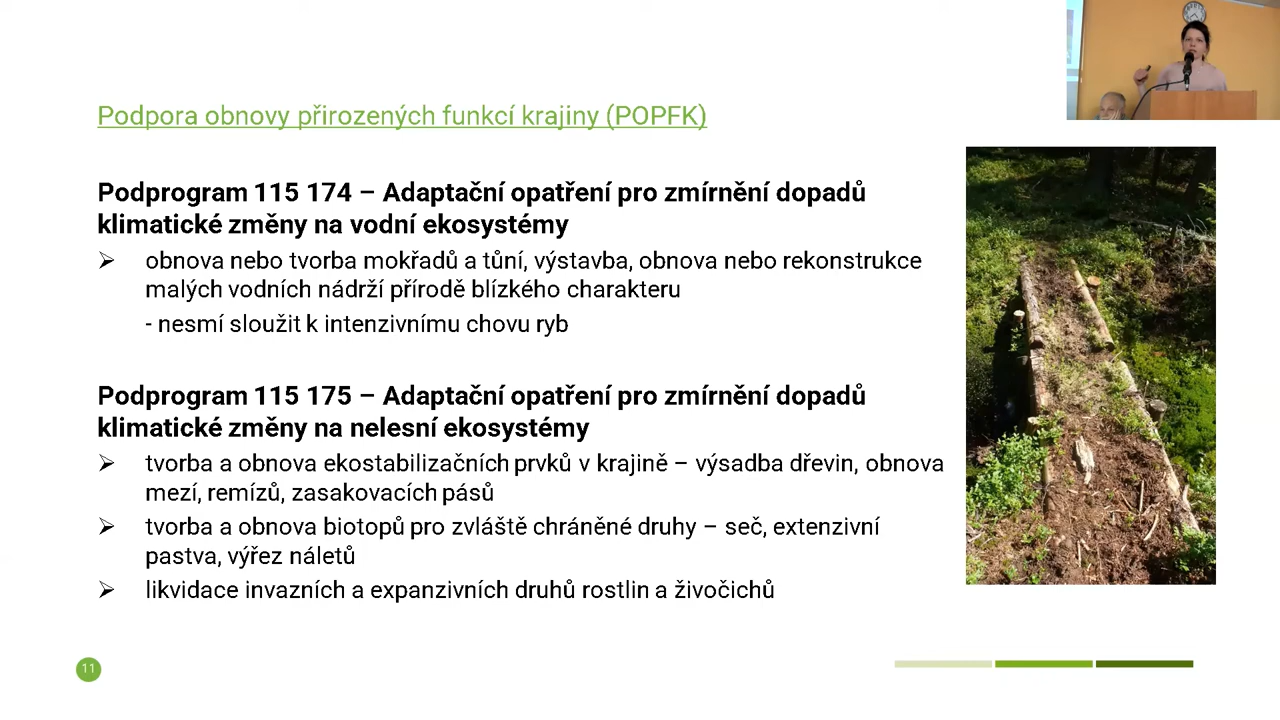 Podpora obnovy přirozených funkcí krajiny (POPFK)
Podprogram 115 174 – Adaptační opatření pro zmírnění dopadů
klimatické změny na vodní ekosystémy
obnova nebo tvorba mokřadů a tůní, výstavba, obnova nebo rekonstrukce
malých vodních nádrží přírodě blízkého charakteru
- nesmí sloužit k intenzivnímu chovu ryb
Podprogram 115 175 – Adaptační opatření pro zmírnění dopadů
klimatické změny na nelesní ekosystémy
tvorba a obnova ekostabilizačních prvků v krajině – výsadba dřevin, obnova
mezí, remízů, zasakovacích pásů
tvorba a obnova biotopů pro zvláště chráněné druhy – seč, extenzivní
pastva, výřez náletů
likvidace invazních a expanzivních druhů rostlin a živočichů
11